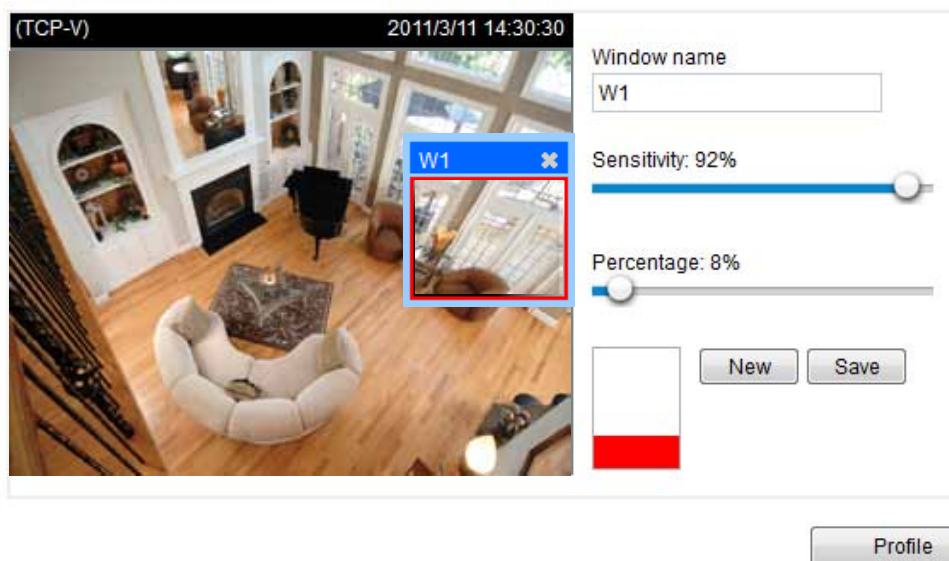 (TCP-V) 2011/3/11 14:30:30
Window name
W1
W1
Sensitivity: 92%
Percentage: 8%
New Save
Profile